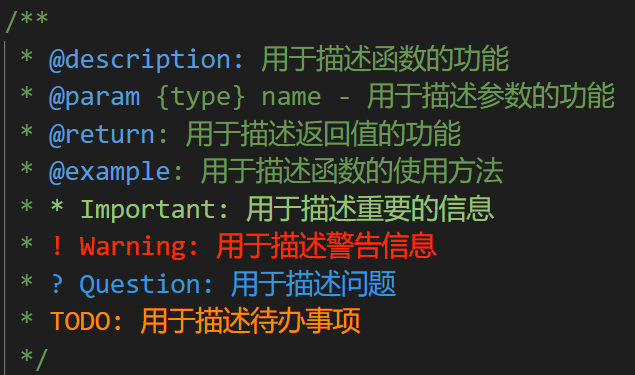 /**
 * @description: 用于描述函数的功能
 * @param {type} name - 用于描述参数的功能
 * @return: 用于描述返回值的功能
 * @example: 用于描述函数的使用方法
 * * Important: 用于描述重要的信息
 * ! Warning: 用于描述警告信息
 * ? Question: 用于描述问题
 * TODO: 用于描述待办事项
 */